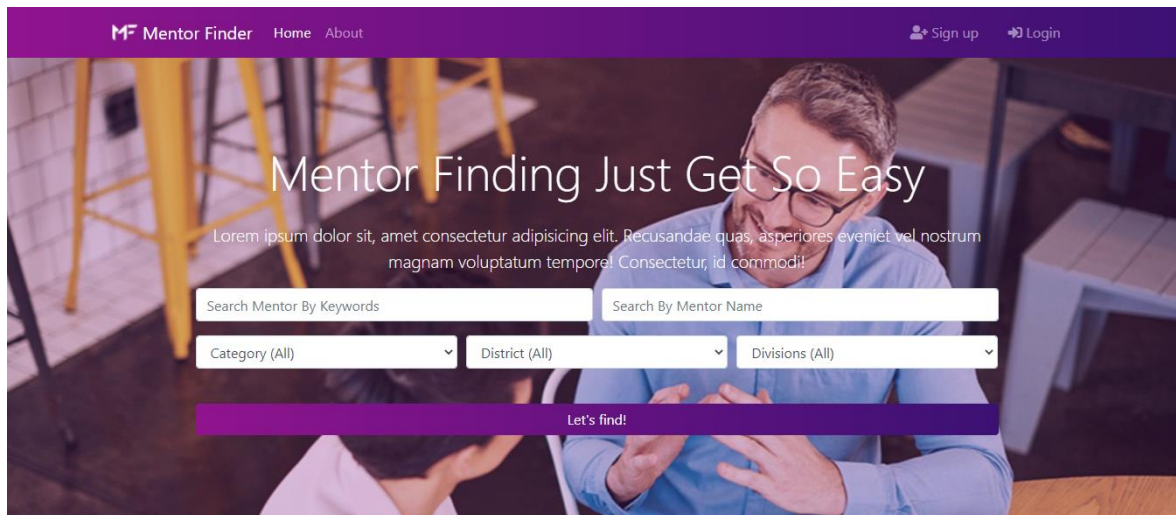 MF Mentor Finder Home About Sign up Login
Mentor Finding Just Get So Easy
Lorem ipsum dolor sit, amet consectetur adipisicing elit. Recusandae quas, asperiores eveniet vel nostrum
magnam voluptatum tempore! Consectetur, id commodi!
Search Mentor By Keywords Search By Mentor Name
Category (All) District (All) Divisions (All)
Let's find!